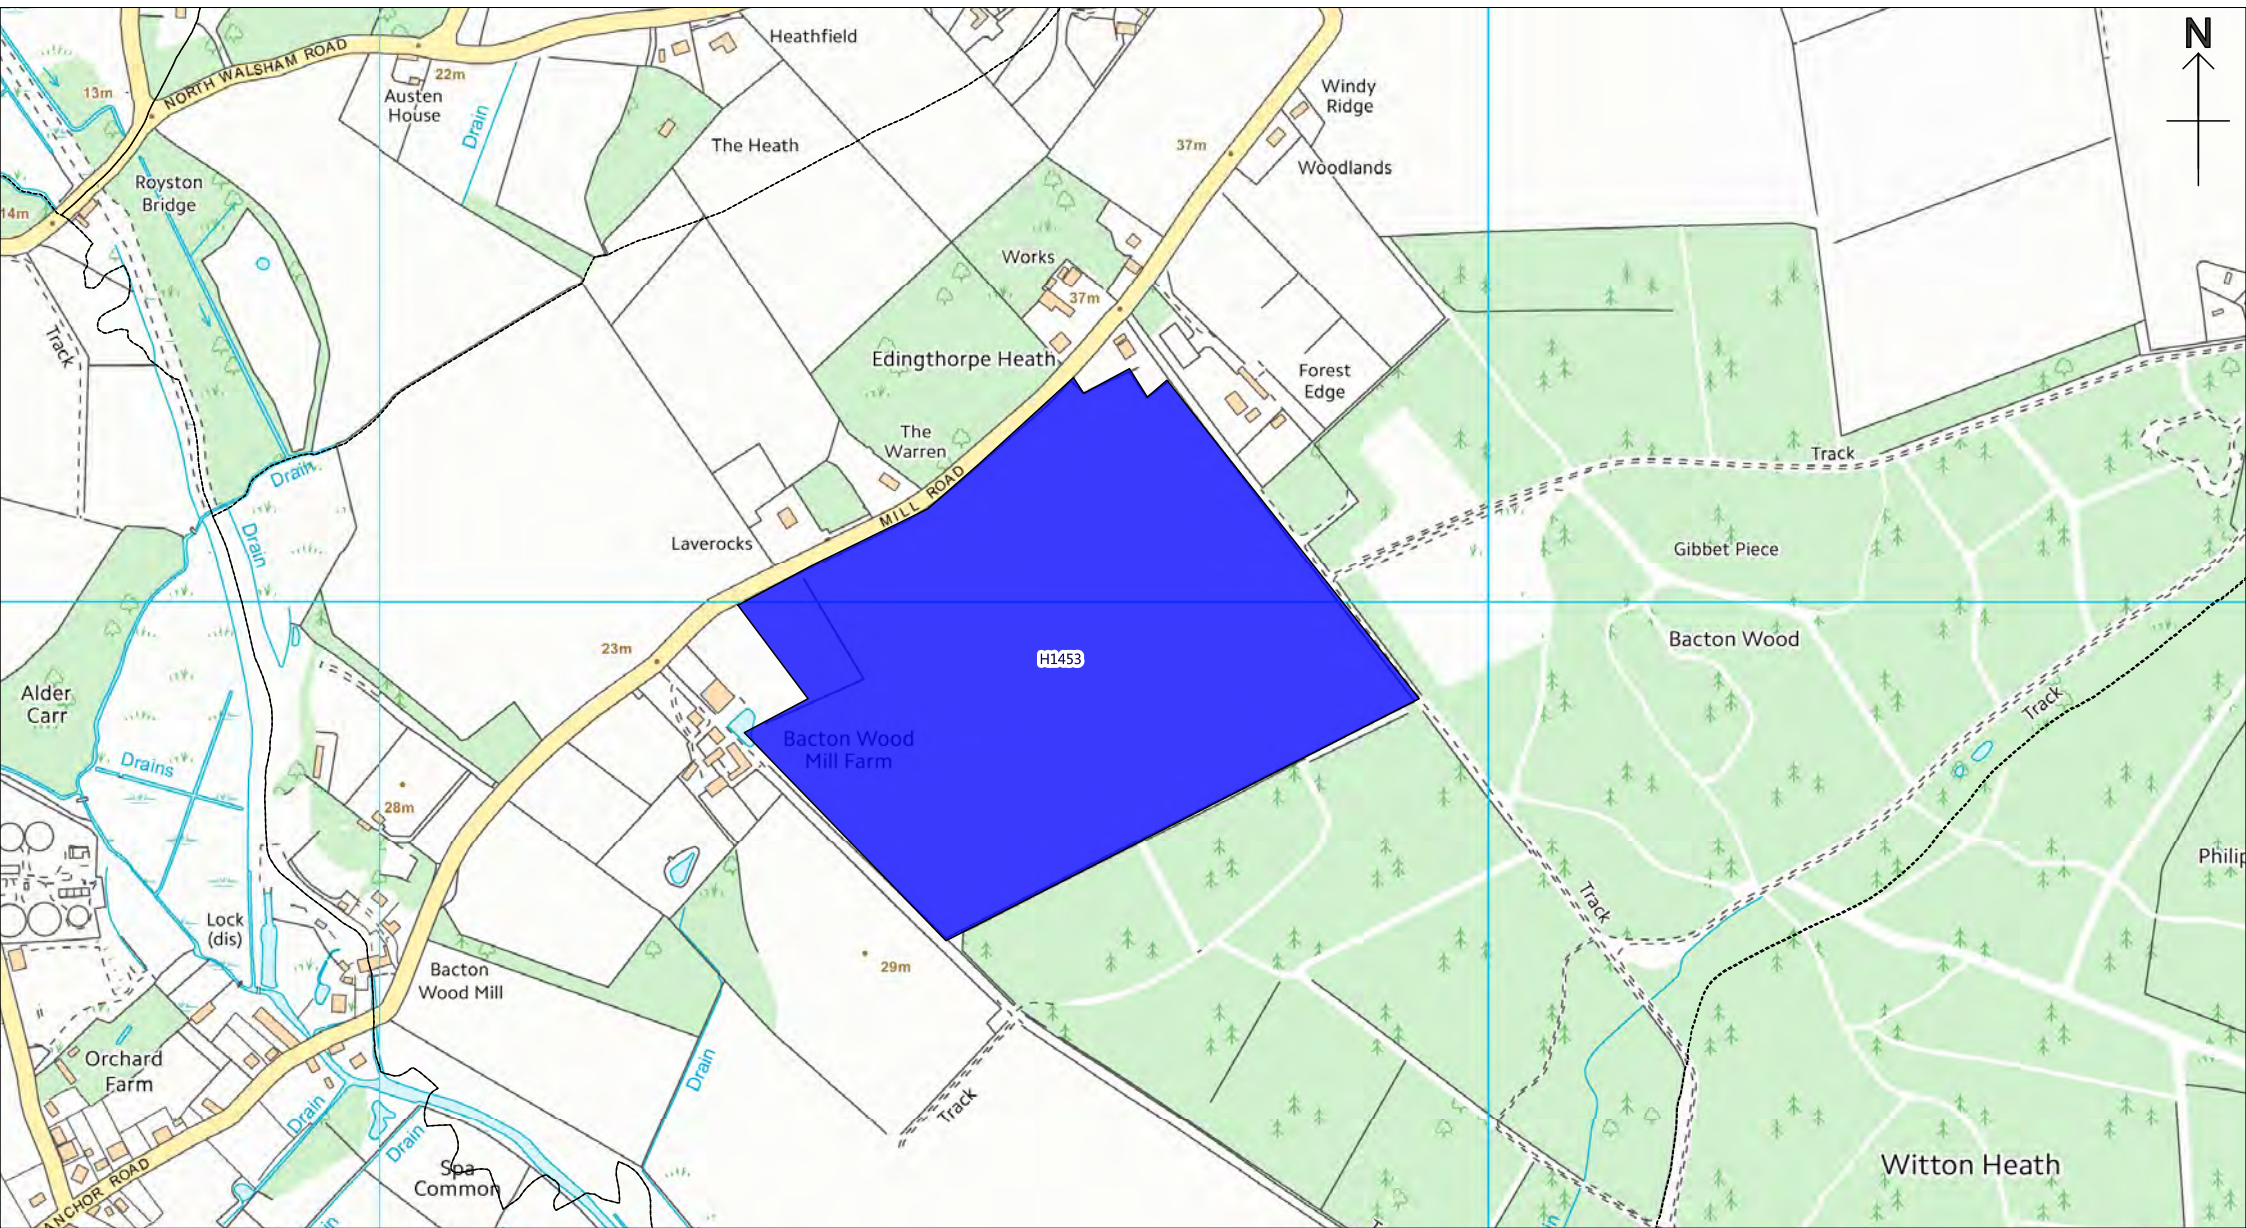 Heathfield
N
NORTH WALSHAM ROAD
22m
13m
Austen
House
Drain
Windy
Ridge
The Heath
37m
Woodlands
Royston
Bridge
14m
Works
37m
Track
Edingthorpe Heath
Forest
Edge
The
Warren
Track
Drain
MILL ROAD
Drain
Laverocks
Gibbet Piece
23m
H1453
Bacton Wood
Alder
Carr
Track
Bacton Wood
Mill Farm
Drains
28m
Philip
Track
Lock
(dis)
29m
Bacton
Wood Mill
Orchard
Farm
Drain
Track
Drain
Drain
Spa
Common
Witton Heath
ANCHOR ROAD